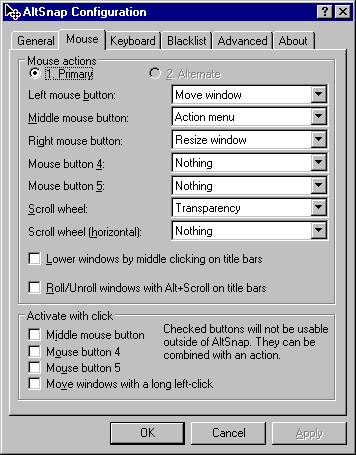 AltSnap Configuration
General Mouse Keyboard Blacklist Advanced About
Mouse actions
1. Primary 2. Alternate
Left mouse button: Move window
Middle mouse button: Action menu
Right mouse button: Resize window
Mouse button 4: Nothing
Mouse button 5: Nothing
Scroll wheel: Transparency
Scroll wheel (horizontal): Nothing
Lower windows by middle clicking on title bars
Roll/Unroll windows with Alt+Scroll on title bars
Activate with click
Middle mouse button
Mouse button 4
Mouse button 5
Move windows with a long left-click
Checked buttons will not be usable
outside of AltSnap. They can be
combined with an action.
OK Cancel Apply